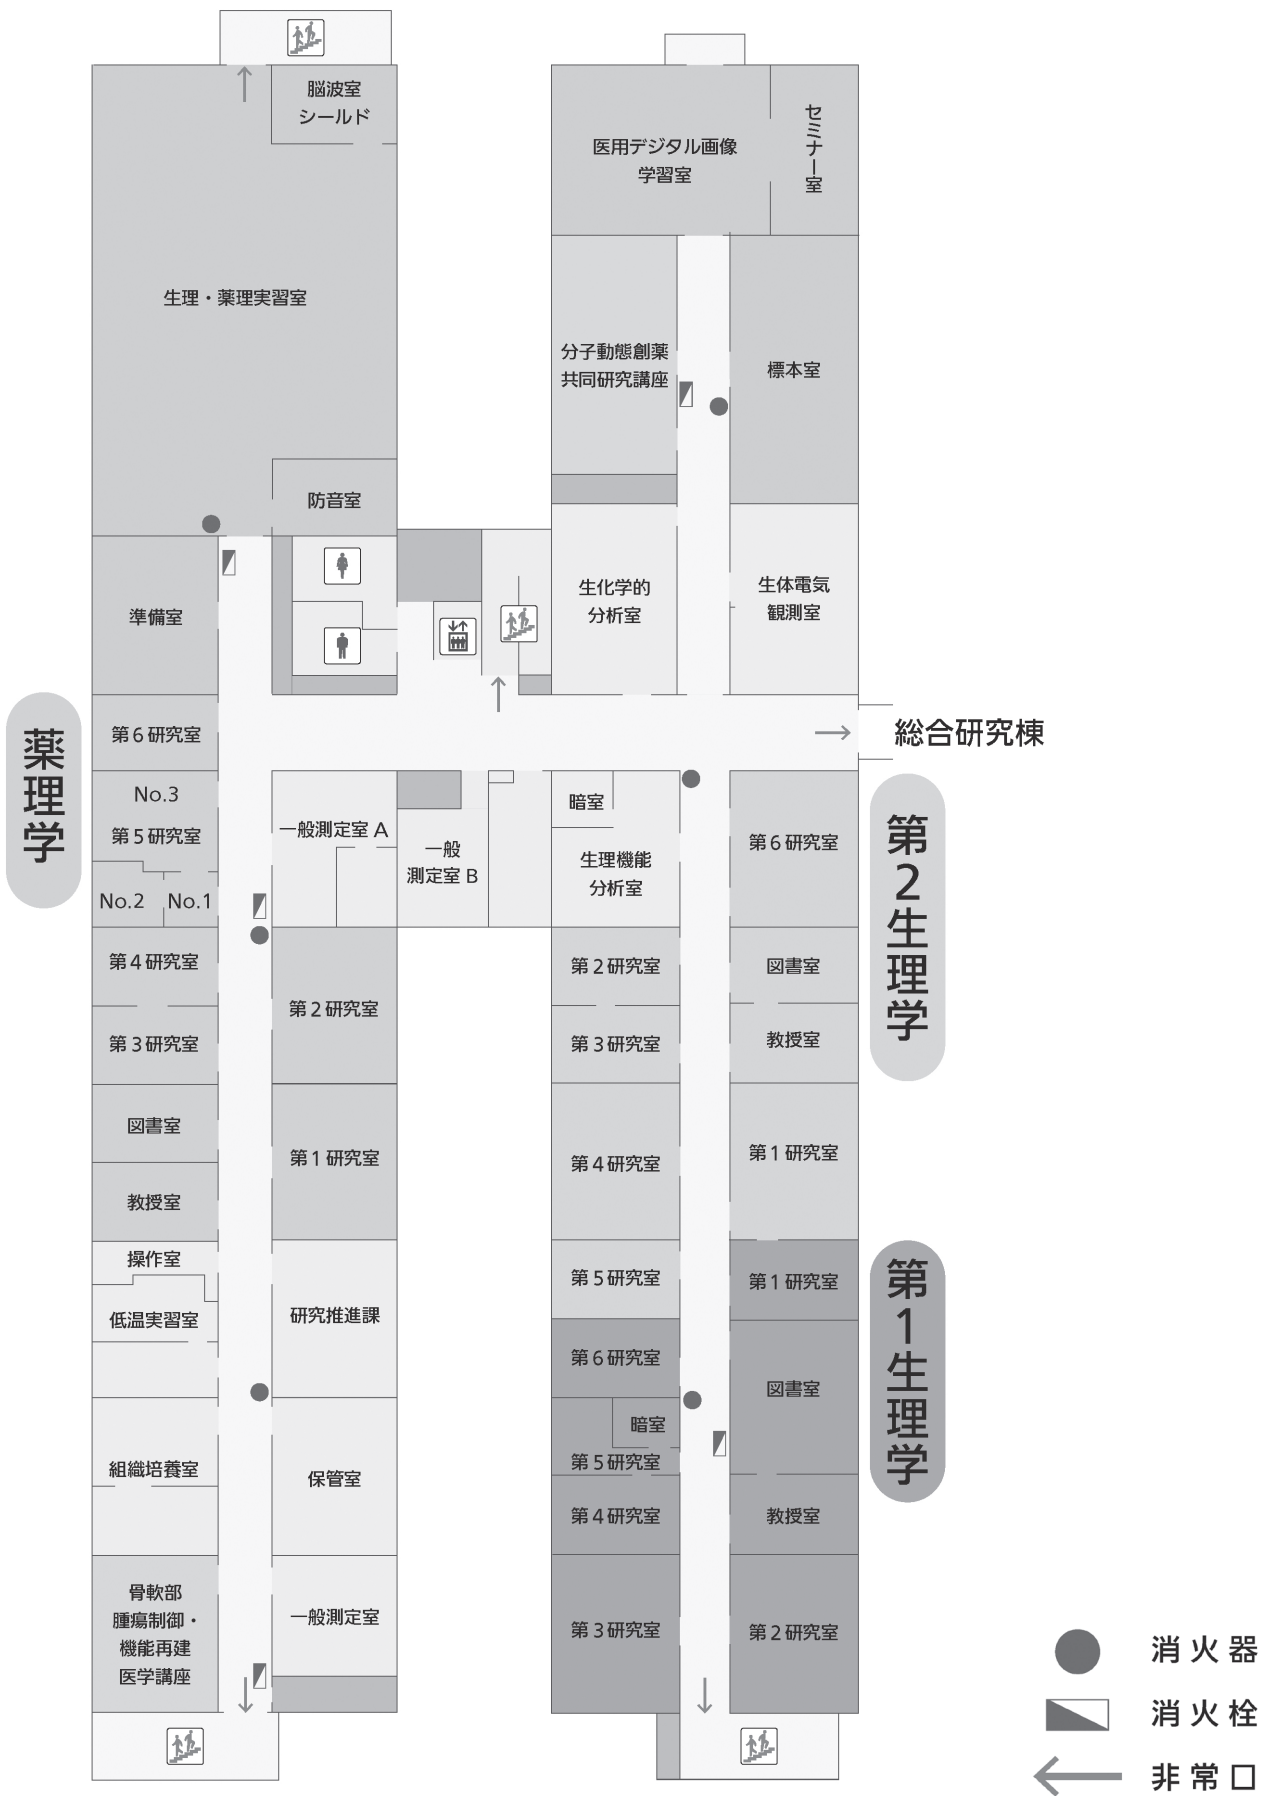 脳波室
シールド
生理・薬理実習室
防音室
準備室
薬理学
第6研究室
No.3
第5研究室
No.2
No.1
第4研究室
第3研究室
図書室
教授室
操作室
低温実習室
組織培養室
骨軟部
腫瘍制御・
機能再建
医学講座
一般測定室 A
第2研究室
第1研究室
研究推進課
保管室
一般測定室
一般
測定室 B
医用デジタル画像
学習室
セミナー室
分子動態創薬
共同研究講座
標本室
生化学的
分析室
生体電気
観測室
総合研究棟
暗室
生理機能
分析室
第2研究室
第3研究室
第4研究室
第5研究室
第6研究室
暗室
第5研究室
第4研究室
第3研究室
第6研究室
図書室
教授室
第1研究室
第1研究室
図書室
教授室
第2研究室
第2生理学
第1生理学
消火器
消火栓
非常口